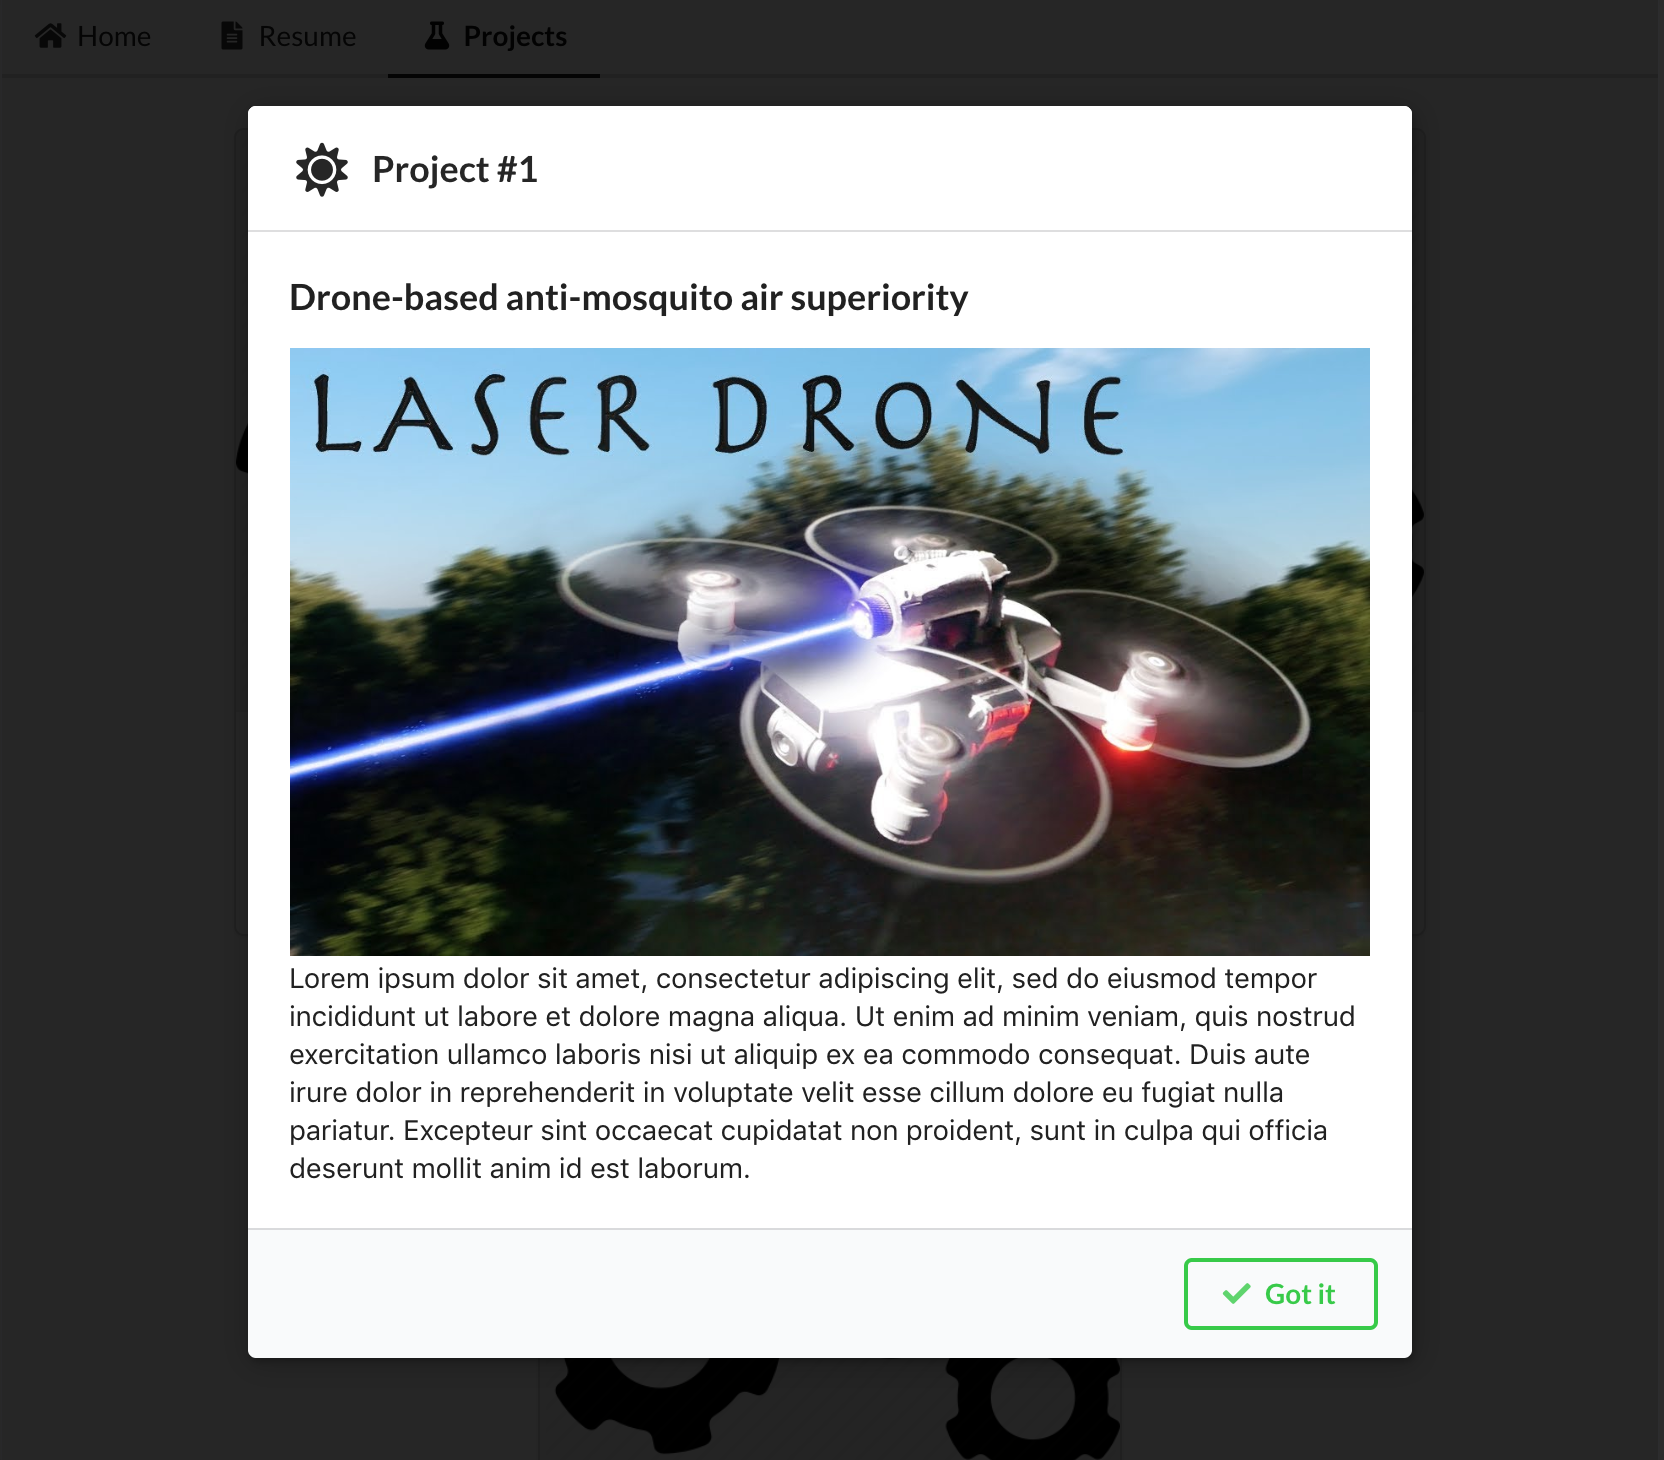 Home
Resume
Projects
Project #1
Drone-based anti-mosquito air superiority
LASER DRONE
Lorem ipsum dolor sit amet, consectetur adipiscing elit, sed do eiusmod tempor
incididunt ut labore et dolore magna aliqua. Ut enim ad minim veniam, quis nostrud
exercitation ullamco laboris nisi ut aliquip ex ea commodo consequat. Duis aute
irure dolor in reprehenderit in voluptate velit esse cillum dolore eu fugiat nulla
pariatur. Excepteur sint occaecat cupidatat non proident, sunt in culpa qui officia
deserunt mollit anim id est laborum.
Got it